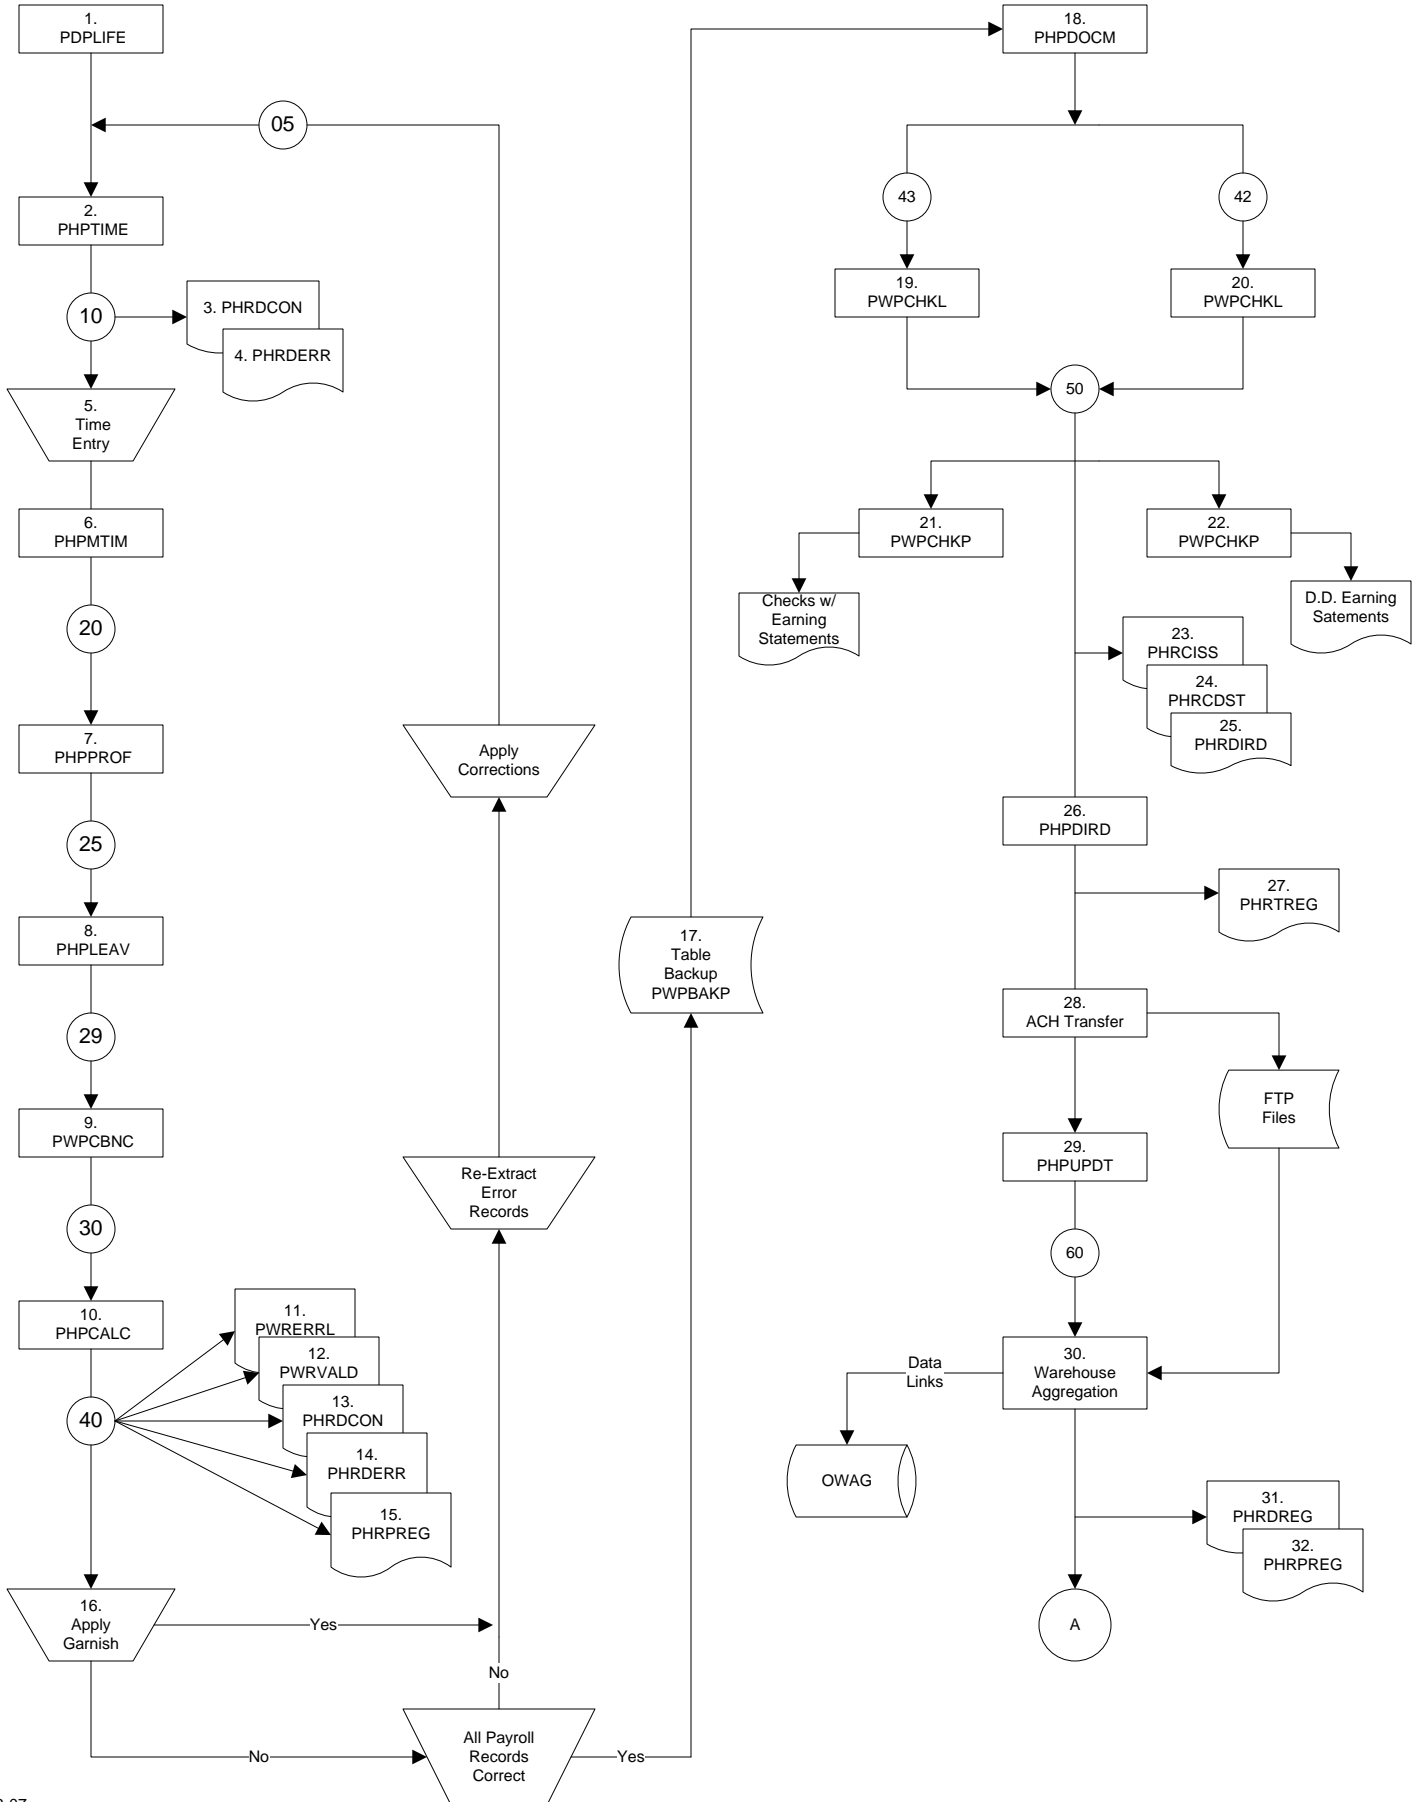 1.
PDPLIFE
05
2.
PHPTIME
10
3. PHRDCON
4. PHRDERR
5.
Time
Entry
6.
PHPMTIM
20
7.
PHPPROF
25
8.
PHPLEAV
29
9.
PWPCBNC
30
10.
PHPCALC
40
11.
PWRERRL
12.
PWRVALD
13.
PHRDCON
14.
PHRDERR
15.
PHRPREG
16.
Apply
Garnish
Yes
No
All Payroll
Records
Correct
No
Yes
Re-Extract
Error
Records
Apply
Corrections
17.
Table
Backup
PWPBAKP
18.
PHPDOCM
43
42
19.
PWPCHKL
20.
PWPCHKL
50
21.
PWPCHKP
22.
PWPCHKP
Checks w/
Earning
Statements
D.D. Earning
Satements
23.
PHRCISS
24.
PHRCDST
25.
PHRDIRD
26.
PHPDIRD
27.
PHRTREG
28.
ACH Transfer
FTP
Files
29.
PHPUPDT
60
30.
Warehouse
Aggregation
Data
Links
OWAG
31.
PHRDREG
32.
PHRPREG
A